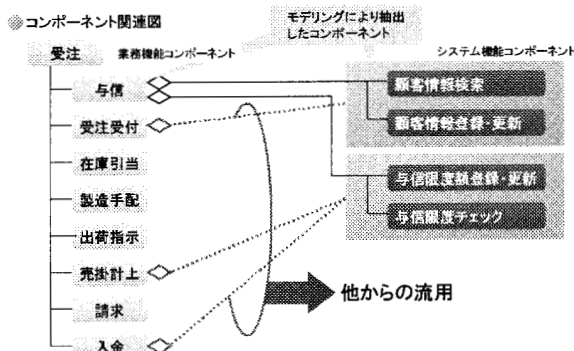 コンポーネント関連図
モデリングにより抽出
したコンポーネント
受注
業務機能コンポーネント
システム機能コンポーネント
与信
受注受付
在庫引当
製造手配
出荷指示
売掛計上
請求
入金
顧客情報検索
顧客情報登録・更新
与信限度額登録・更新
与信限度チェック
他からの流用